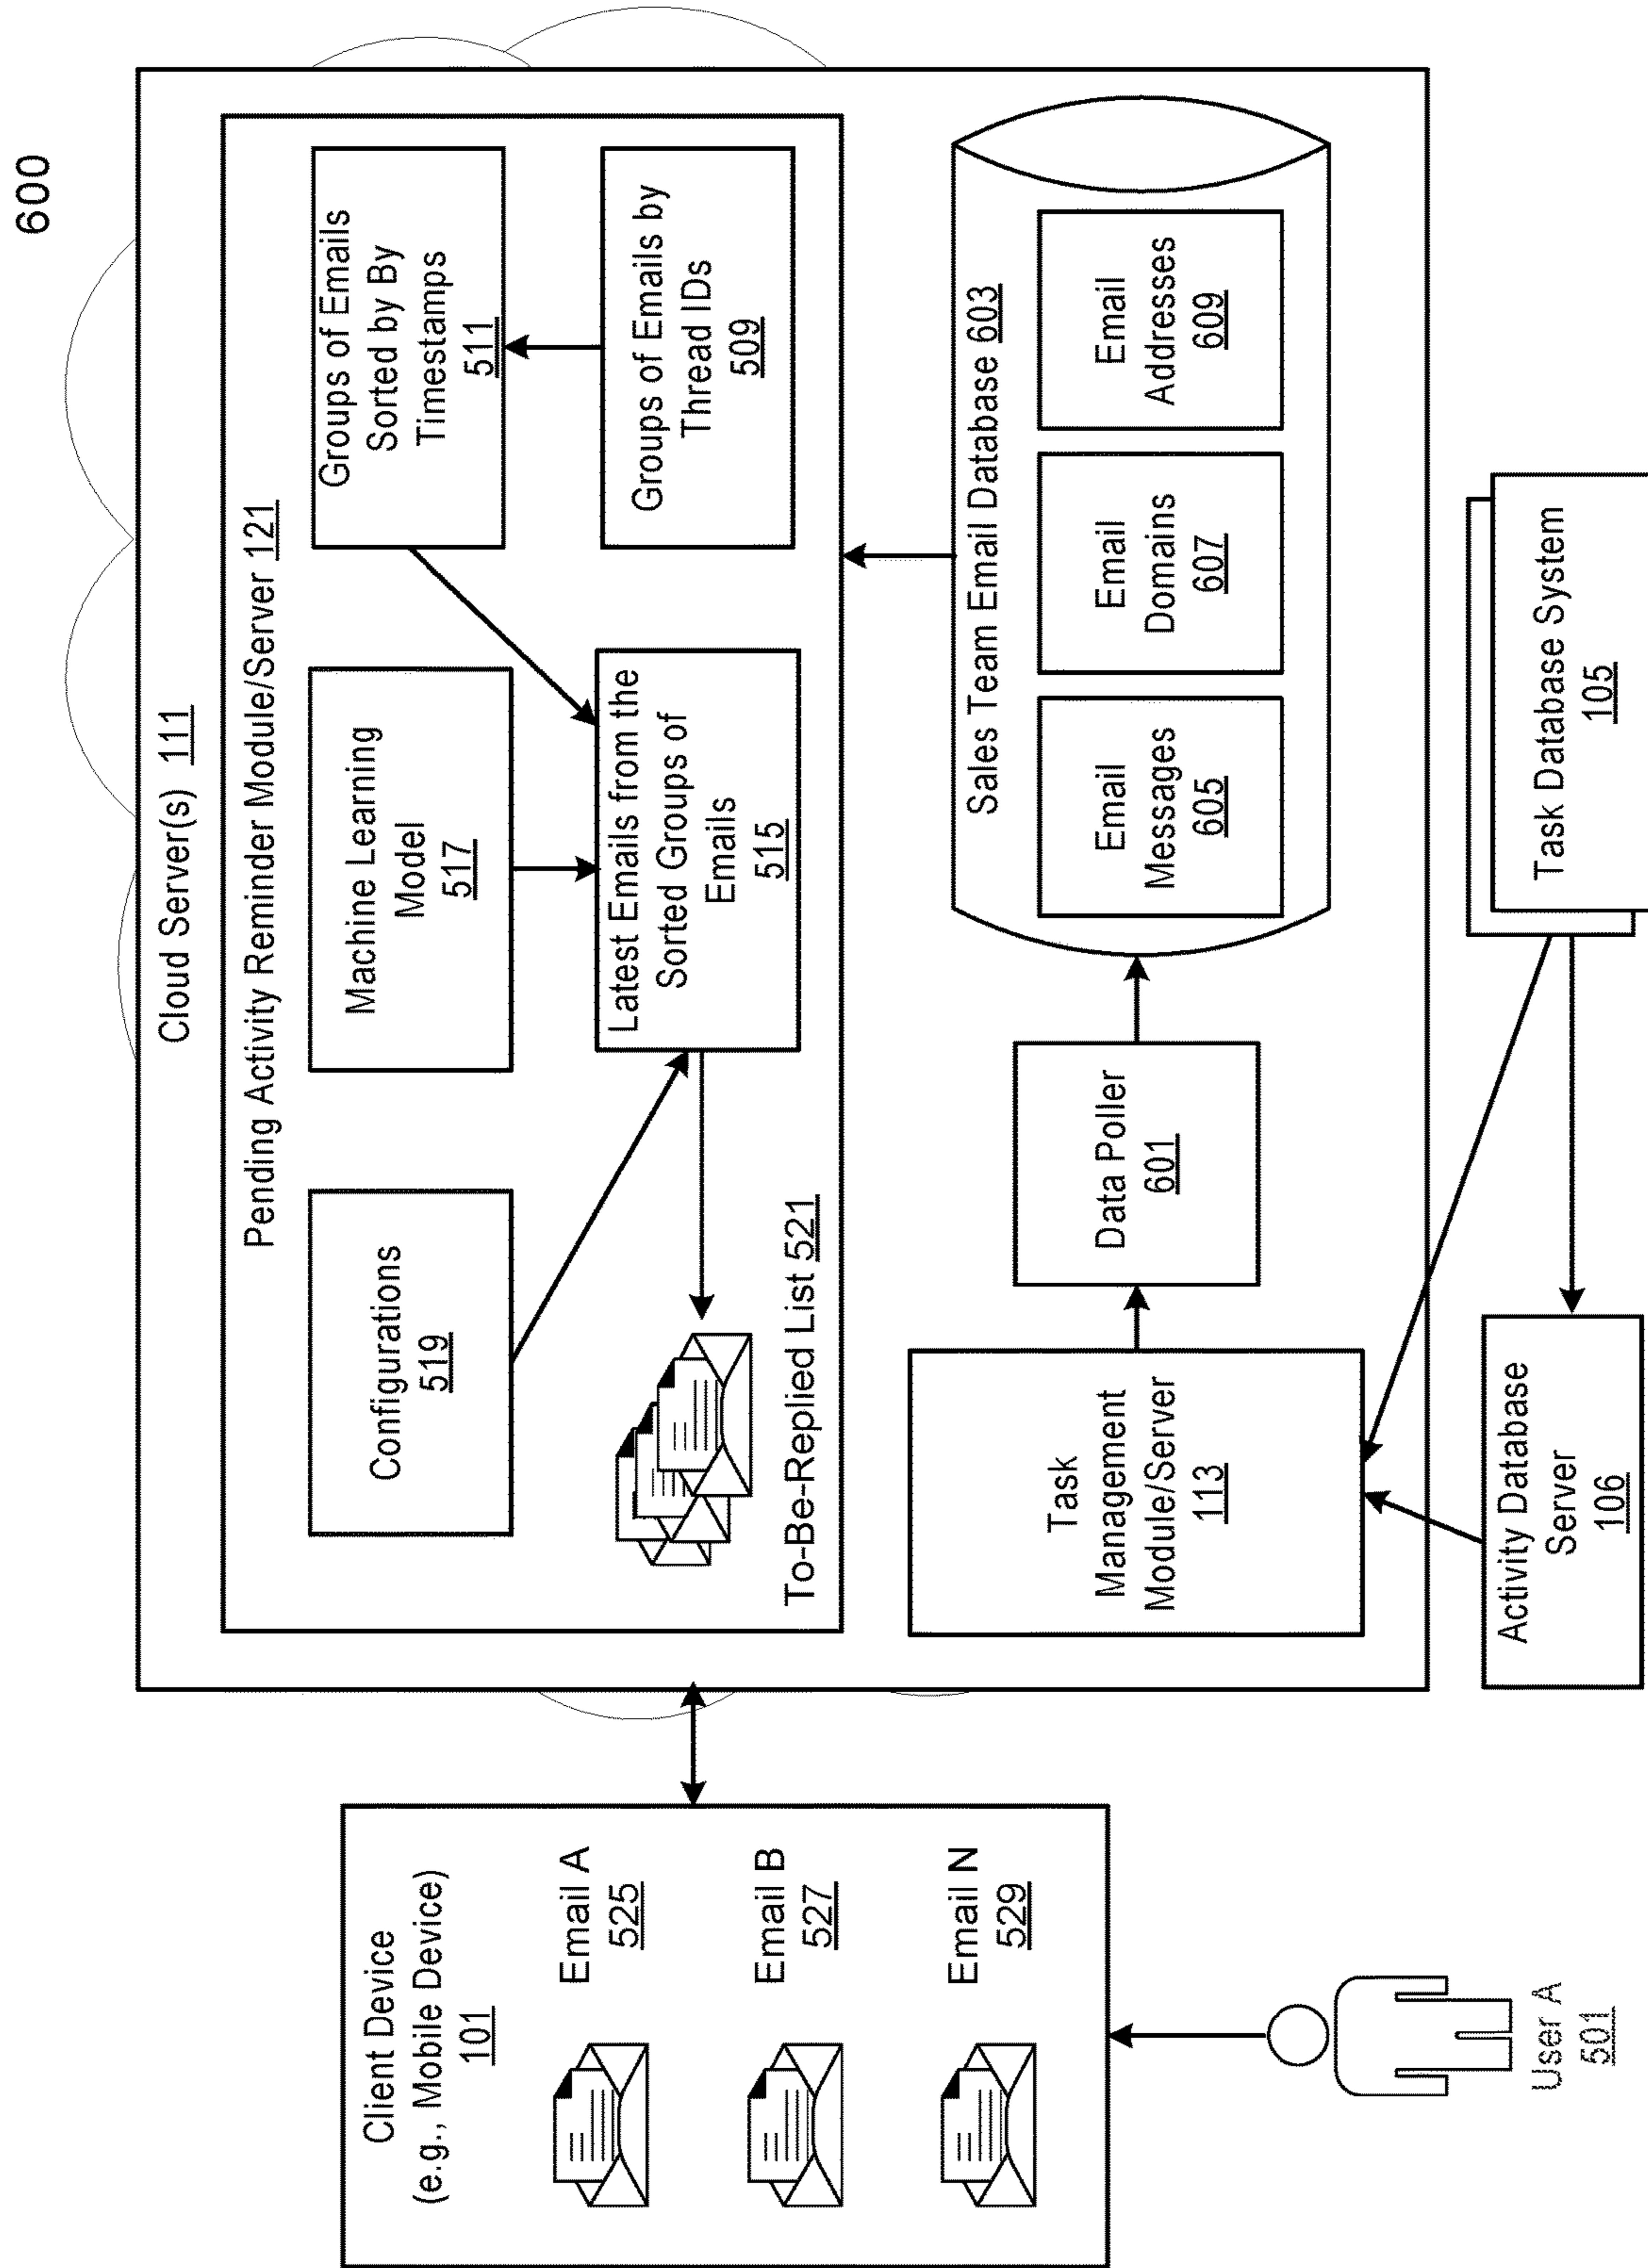 600
Client Device
(e.g., Mobile Device)
101
Email A
525
Email B
527
Email N
529
User A
501
Cloud Server(s) 111
Pending Activity Reminder Module/Server 121
Configurations
519
Machine Learning
Model
517
Groups of Emails
Sorted by By
Timestamps
511
To-Be-Replied List 521
Latest Emails from the
Sorted Groups of
Emails
515
Groups of Emails by
Thread IDs
509
Task
Management
Module/Server
113
Data Poller
601
Sales Team Email Database 603
Email
Messages
605
Email
Domains
607
Email
Addresses
609
Activity Database
Server
106
Task Database System
105